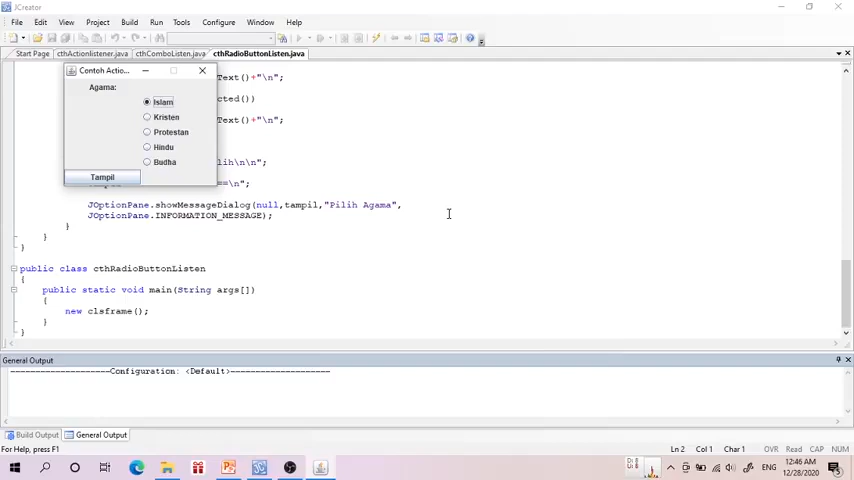 JCreator
File Edit View Project Build Run Tools Configure Window Help
Start Page cthActionlistener.java cthComboListen.java cthRadioButtonListen.java
Contoh Actio...
Text()+"\n";
Agama:
Islam
cted())
Kristen
Text()+"\n";
Protestan
Hindu
Budha
lih\n\n";
Tampil
==\n";
JOptionPane.showMessageDialog(null,tampil,"Pilih Agama",
JOptionPane.INFORMATION_MESSAGE);
}
}
}
public class cthRadioButtonListen
{
public static void main(String args[])
{
new clsframe();
}
}
General Output
--------------------Configuration: <Default>--------------------
Build Output General Output
For Help, press F1
Ln 2 Col 1 Char 1 OVR Read CAP NUM
D: 8
U: 8
ENG
12:46 AM
12/28/2020
5